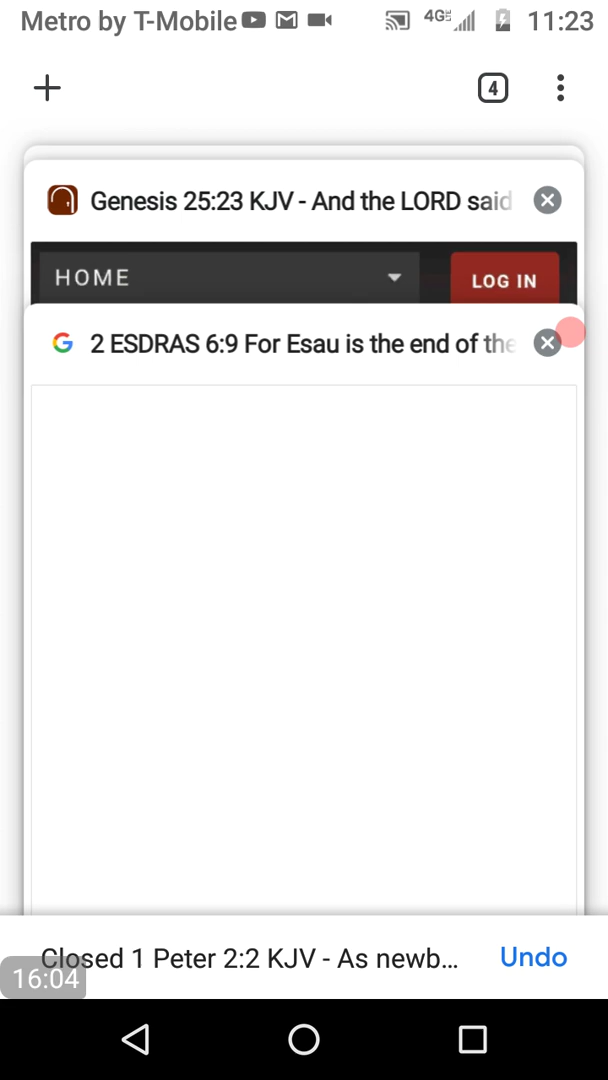 Metro by T-Mobile 4GE 11:23
4
Genesis 25:23 KJV - And the LORD said
HOME LOG IN
2 ESDRAS 6:9 For Esau is the end of the
Closed 1 Peter 2:2 KJV - As newb... Undo
16:04